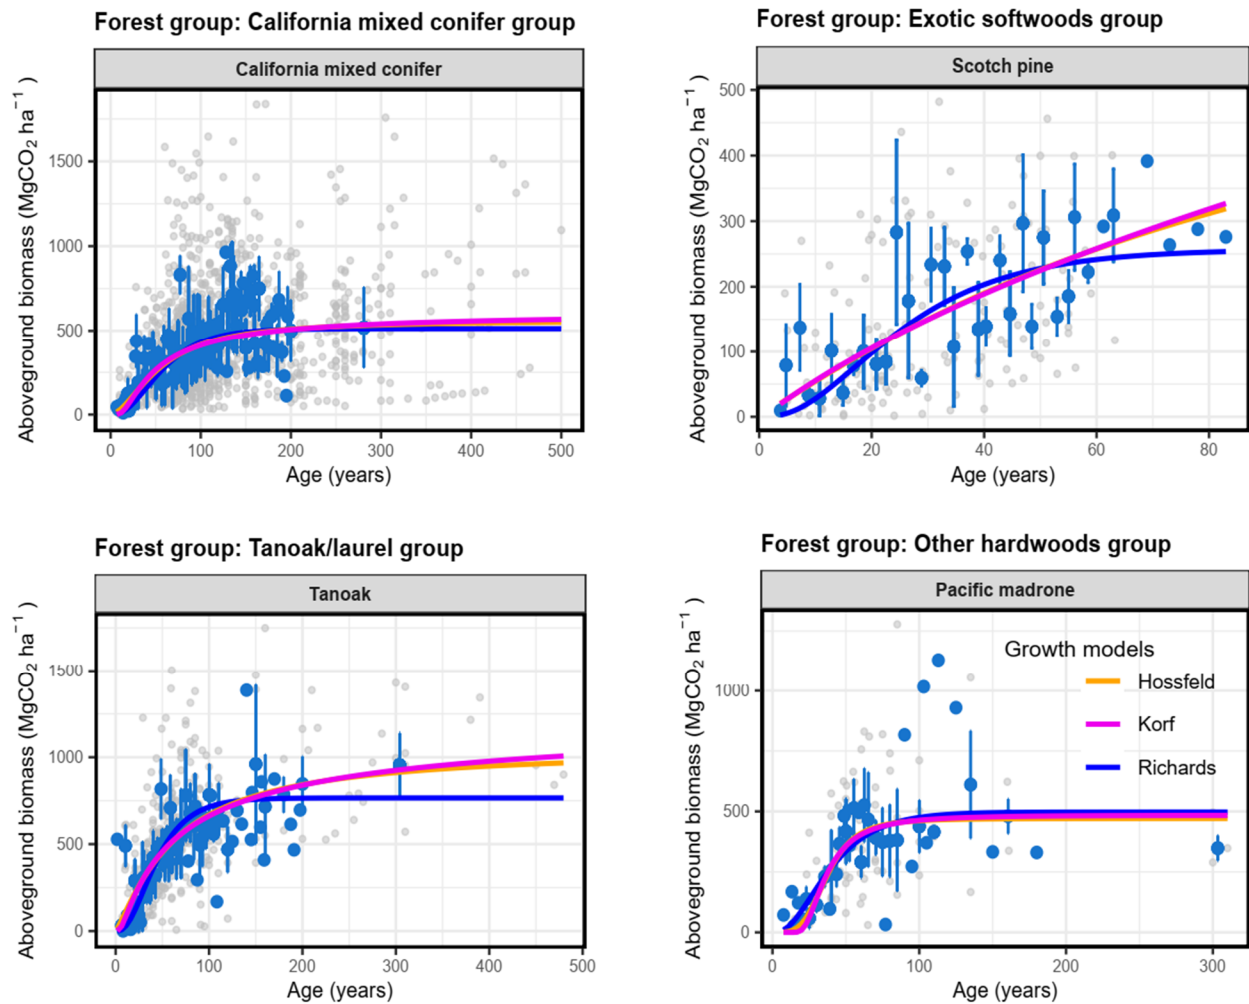 Forest group: California mixed conifer group
California mixed conifer
Aboveground biomass (MgCO₂ ha⁻¹ )
1500
1000
500
0
0 100 200 300 400 500
Age (years)
Forest group: Exotic softwoods group
Scotch pine
Aboveground biomass (MgCO₂ ha⁻¹ )
500
400
300
200
100
0
0 20 40 60 80
Age (years)
Forest group: Tanoak/laurel group
Tanoak
Aboveground biomass (MgCO₂ ha⁻¹ )
1500
1000
500
0
0 100 200 300 400 500
Age (years)
Forest group: Other hardwoods group
Pacific madrone
Aboveground biomass (MgCO₂ ha⁻¹ )
1000
500
0
0 100 200 300
Age (years)
Growth models
Hossfeld
Korf
Richards